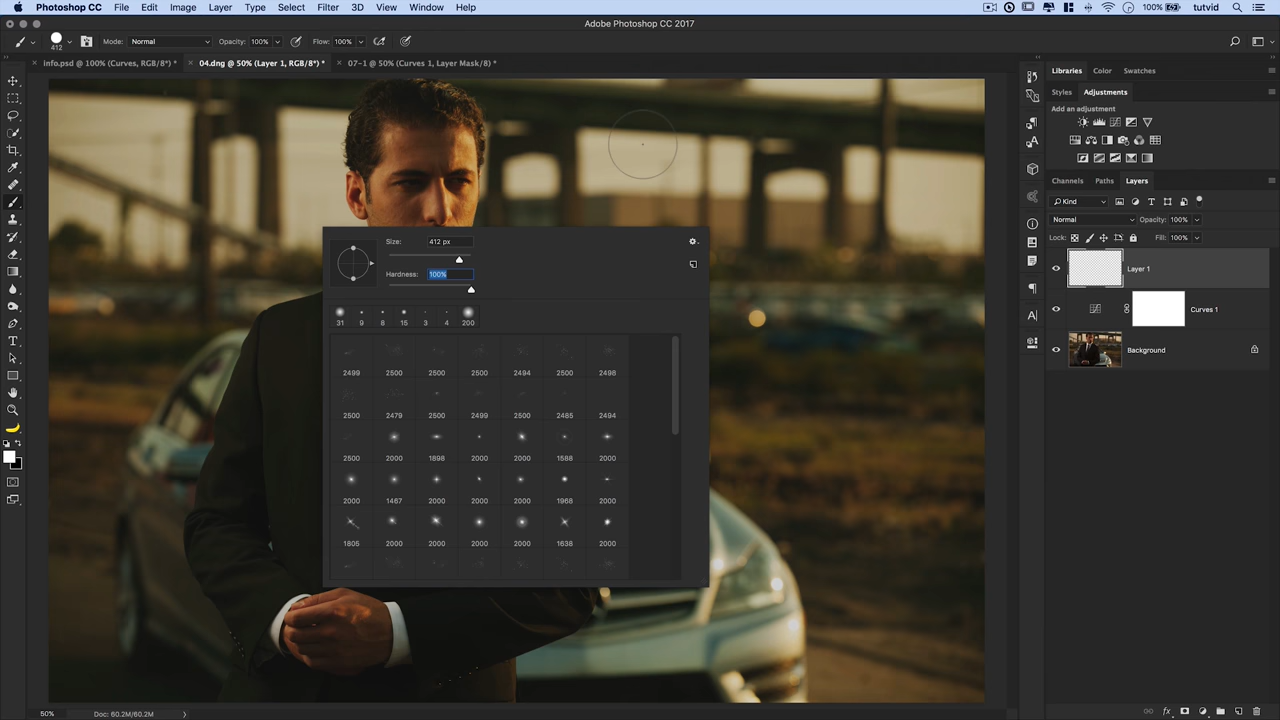 Photoshop CC File Edit Image Layer Type Select Filter 3D View Window Help 100% tutvid
Adobe Photoshop CC 2017
412 Mode: Normal Opacity: 100% Flow: 100%
info.psd @ 100% (Curves, RGB/8*) * 04.dng @ 50% (Layer 1, RGB/8*) * 07-1 @ 50% (Curves 1, Layer Mask/8) *
Libraries Color Swatches
Styles Adjustments
Add an adjustment
Channels Paths Layers
Kind
Normal Opacity: 100%
Lock: Fill: 100%
Layer 1
Curves 1
Background
Size: 412 px
Hardness: 100%
31 9 6 15 3 4 200
2499 2500 2500 2500 2494 2500 2498
2500 2479 2500 2499 2500 2485 2494
2500 2000 1898 2000 2000 1588 2000
2000 1467 2000 2000 2000 1968 2000
1805 2000 2000 2000 2000 1638 2000
50% Doc: 60.2M/60.2M